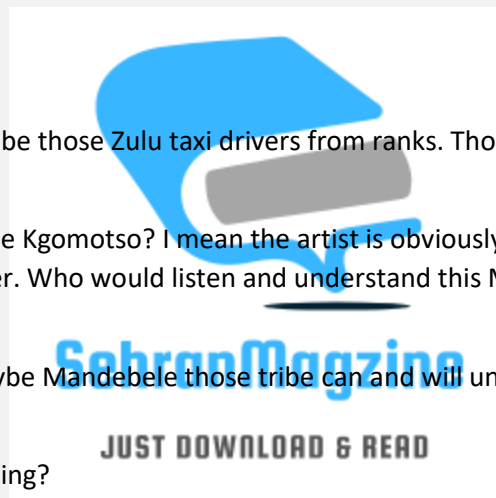 be those Zulu taxi drivers from ranks. Tho
e Kgomotso? I mean the artist is obviously
er. Who would listen and understand this M
SobranMagzine
ybe Mandebele those tribe can and will un
JUST DOWNLOAD & READ
ing?